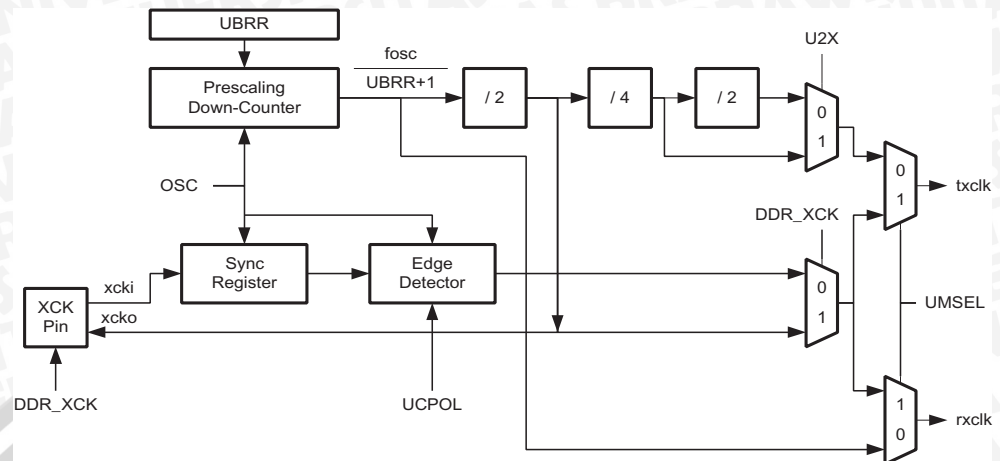 UBRR
fosc
U2X
Prescaling
Down-Counter
UBRR+1
/ 2
/ 4
/ 2
0
1
OSC
0
1
txclk
DDR_XCK
xcki
Sync
Register
Edge
Detector
0
1
UMSEL
XCK
Pin
xcko
DDR_XCK
UCPOL
1
0
rxclk